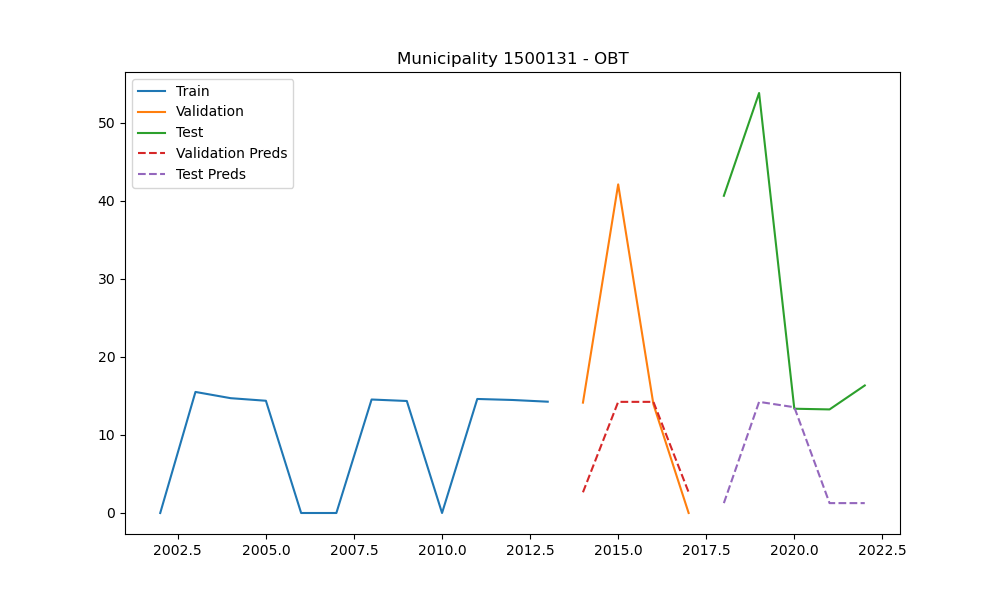 Municipality 1500131 - OBT
Train
Validation
Test
Validation Preds
Test Preds
50
40
30
20
10
0
2002.5 2005.0 2007.5 2010.0 2012.5 2015.0 2017.5 2020.0 2022.5